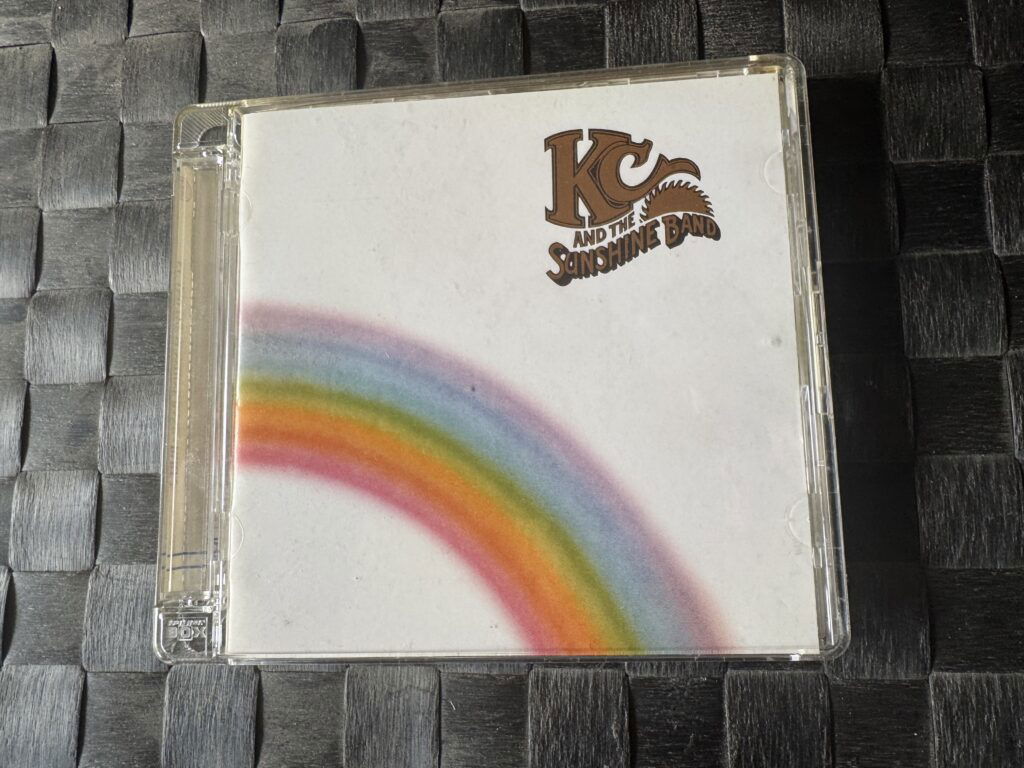 KC
AND THE
SUNSHINE BAND